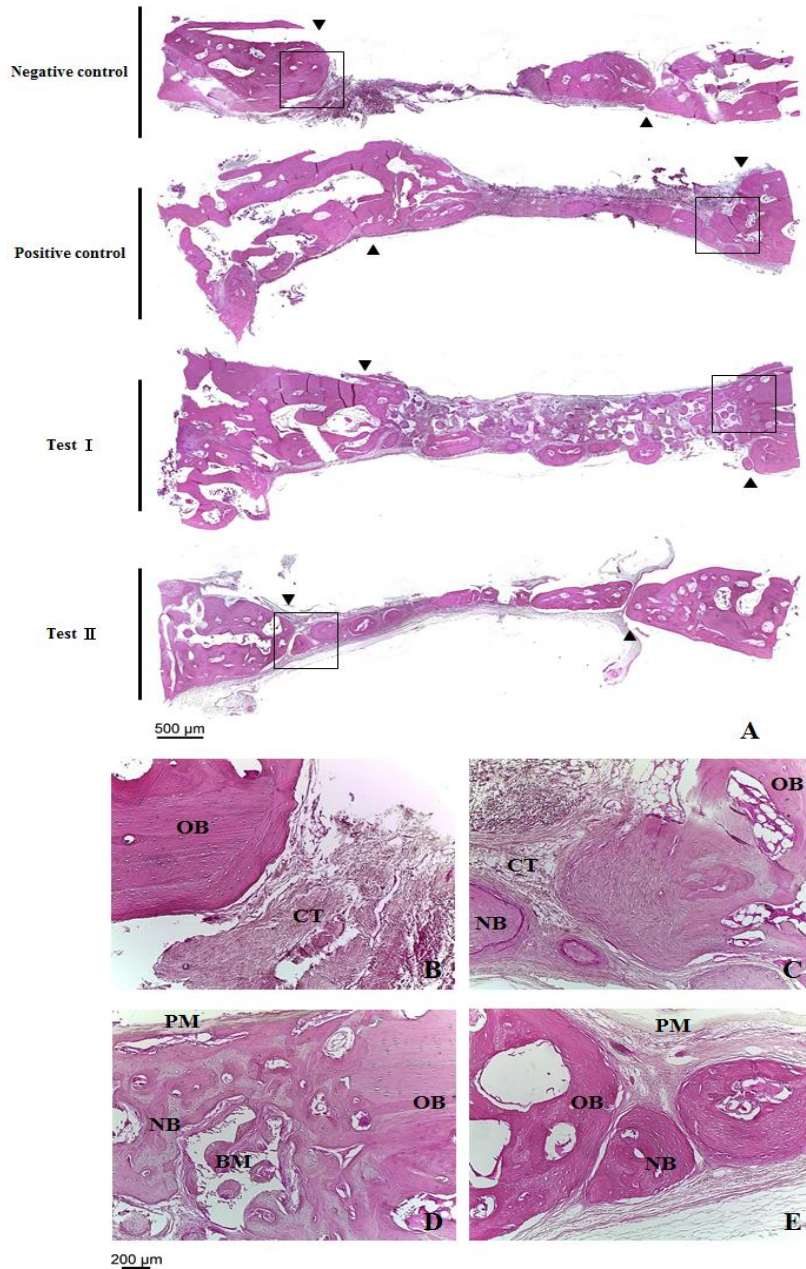 Negative control
Positive control
Test Ⅰ
Test Ⅱ
500 µm
A
OB
CT
B
OB
CT
NB
C
PM
OB
NB
BM
D
PM
OB
NB
E
200 µm